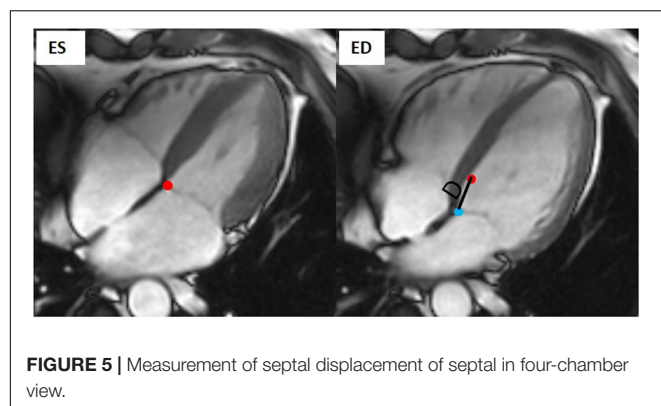 ES
ED
D
FIGURE 5 | Measurement of septal displacement of septal in four-chamber
view.